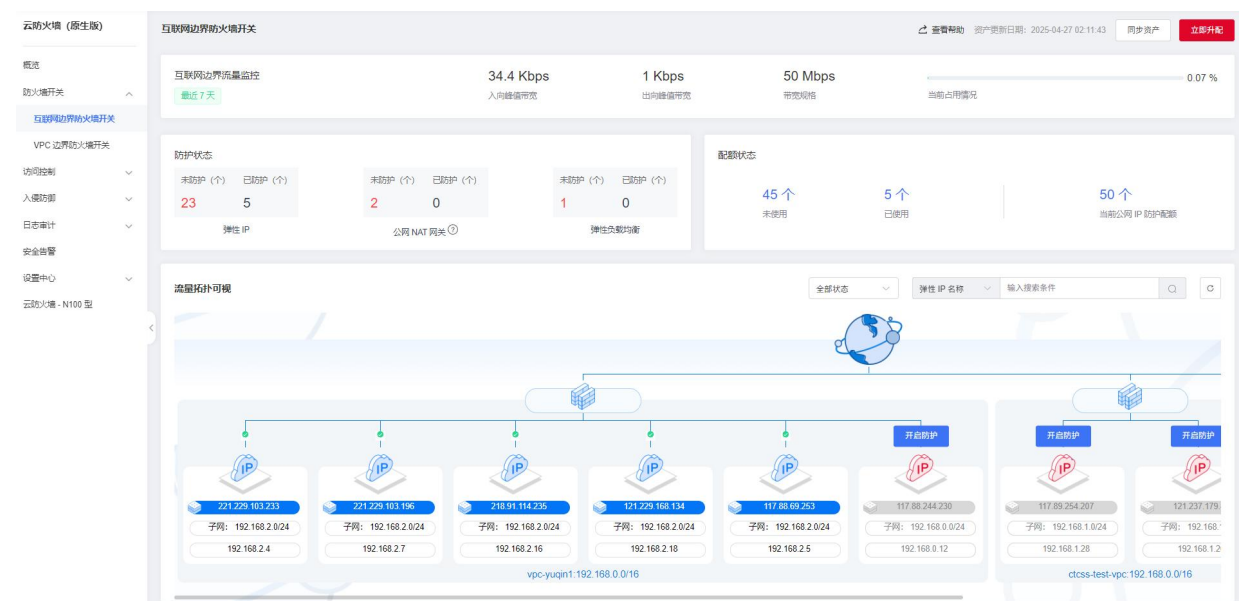 云防火墙（原生版）
概览
防火墙开关
互联网边界防火墙开关
VPC 边界防火墙开关
访问控制
入侵防御
日志审计
安全告警
设置中心
云防火墙 - N100 型
互联网边界防火墙开关
查看帮助 资产更新日期：2025-04-27 02:11:43 同步资产 立即升配
互联网边界流量监控
最近 7 天
34.4 Kbps 1 Kbps 50 Mbps 0.07 %
入向峰值带宽 出向峰值带宽 带宽规格 当前占用情况
防护状态
未防护（个） 已防护（个） 未防护（个） 已防护（个） 未防护（个） 已防护（个）
23 5 2 0 1 0
弹性 IP 公网 NAT 网关 ? 弹性负载均衡
配额状态
45 个 5 个 50 个
未使用 已使用 当前公网 IP 防护配额
流量拓扑可视 全部状态 弹性 IP 名称 输入搜索条件
开启防护 开启防护 开启防护
IP IP IP IP IP IP IP IP
221.229.103.233 221.229.103.196 218.91.114.235 121.229.168.134 117.88.69.253 117.88.244.230 117.89.254.207 121.237.179
子网： 192.168.2.0/24 子网： 192.168.2.0/24 子网： 192.168.2.0/24 子网： 192.168.2.0/24 子网： 192.168.2.0/24 子网： 192.168.0.0/24 子网： 192.168.1.0/24 子网： 192.168
192.168.2.4 192.168.2.7 192.168.2.16 192.168.2.18 192.168.2.5 192.168.0.12 192.168.1.28 192.168.1.2
vpc-yuqin1:192.168.0.0/16 ctcss-test-vpc:192.168.0.0/16